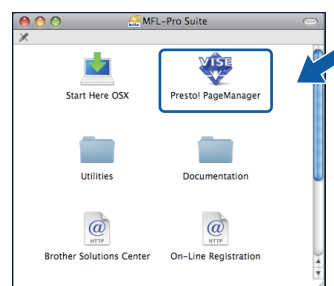 MFL-Pro Suite
VISE
Start Here OSX
Presto! PageManager
Utilities
Documentation
@
HTTP
@
HTTP
Brother Solutions Center
On-Line Registration